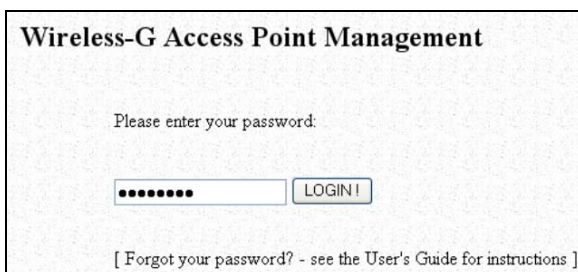 Wireless-G Access Point Management
Please enter your password:
●●●●●●●● LOGIN !
[ Forgot your password? - see the User's Guide for instructions ]